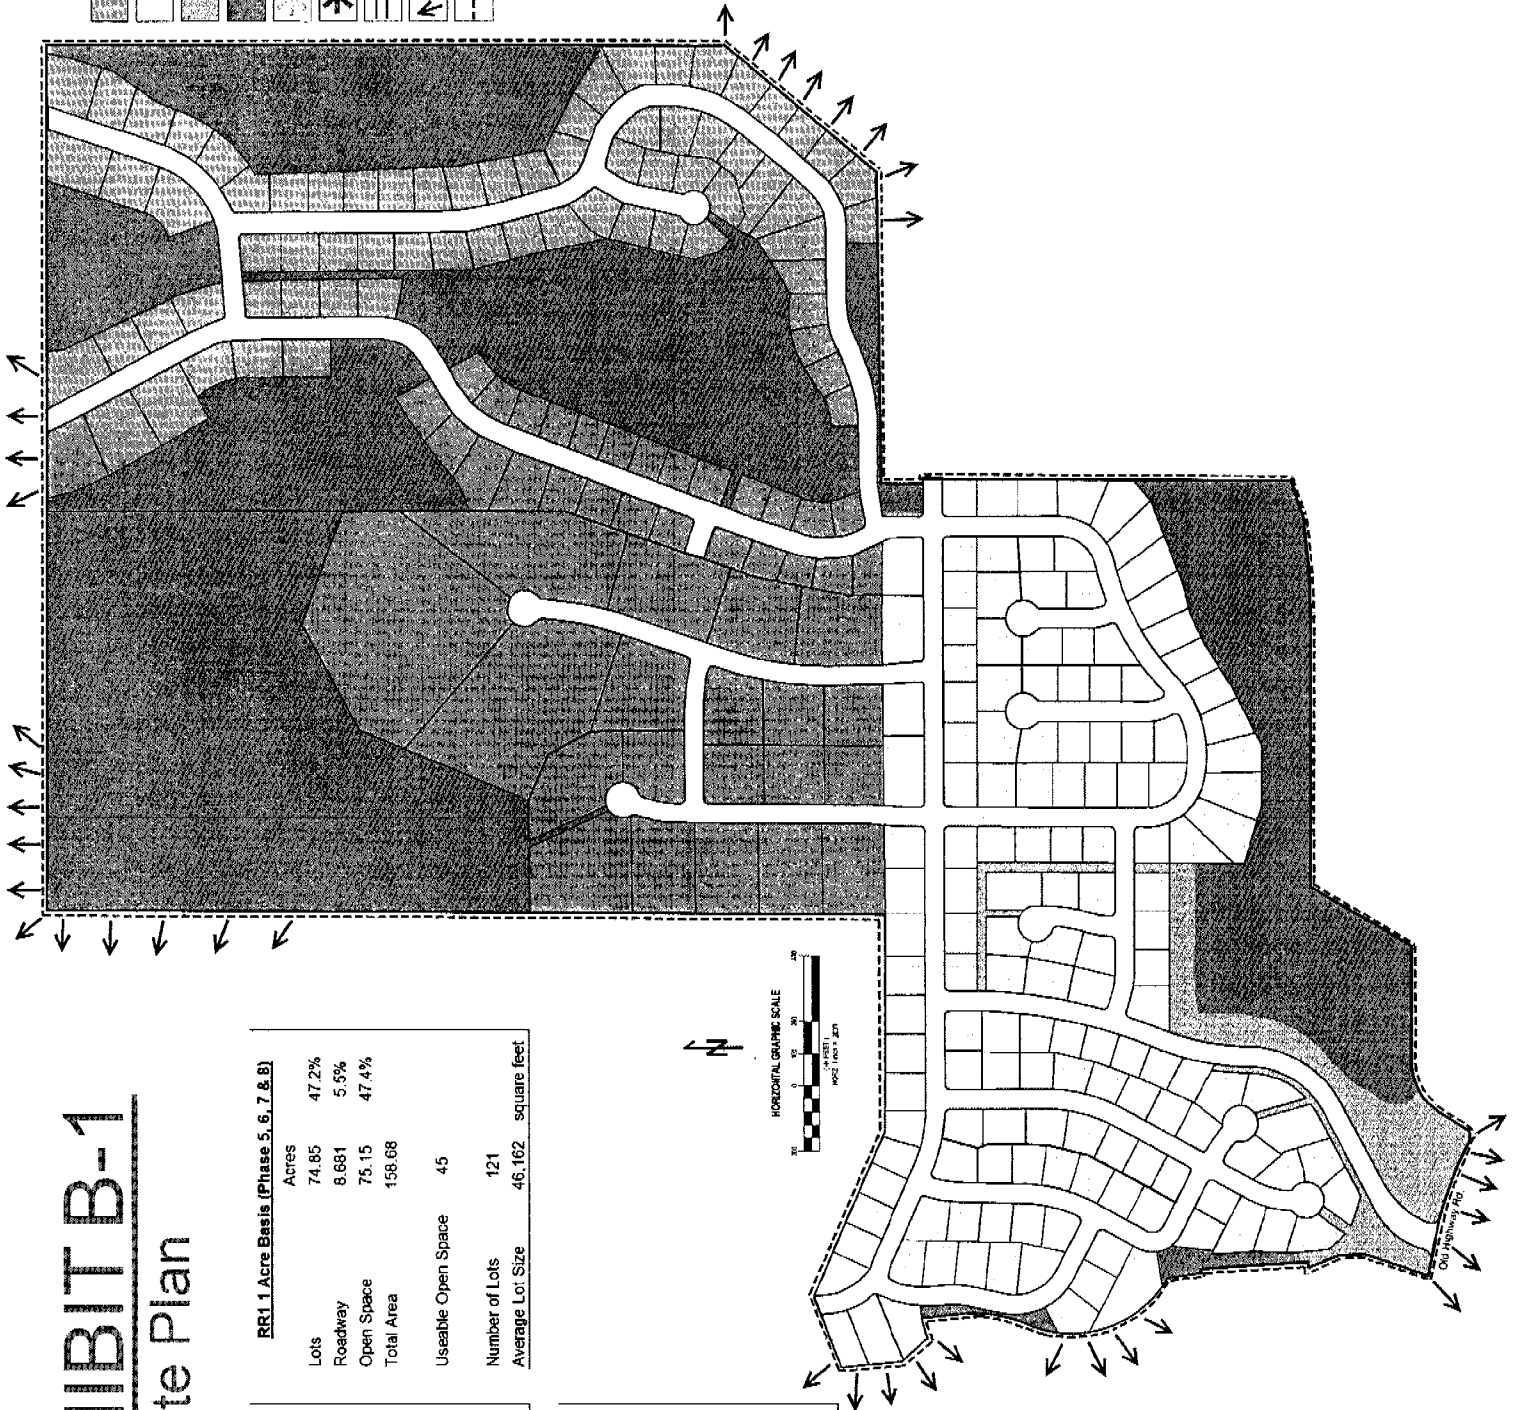 HIBIT B-1
te Plan
RR1 1 Acre Basis (Phase 5, 6, 7 & 8)
Acres
Lots 74.85 47.2%
Roadway 8.681 5.5%
Open Space 75.15 47.4%
Total Area 158.68
Useable Open Space 45
Number of Lots 121
Average Lot Size 46,162 square feet
N
HORIZONTAL GRAPHIC SCALE
Old Highway Rd.